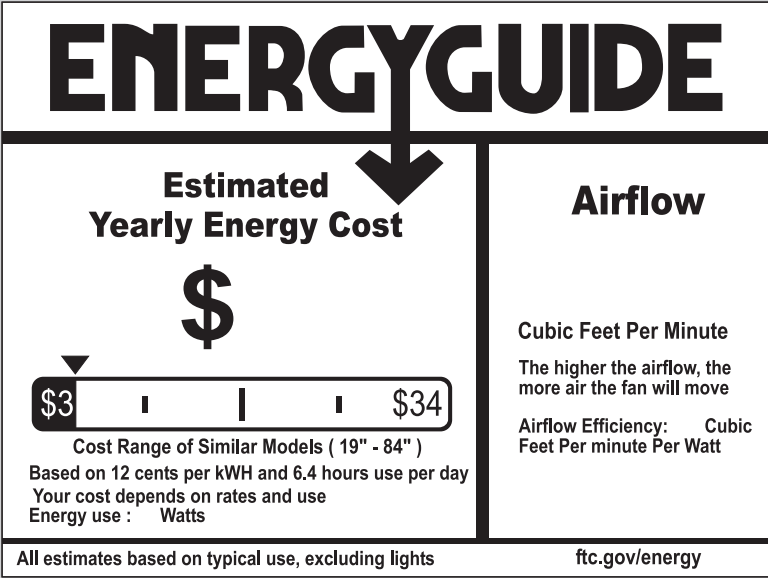 ENERGYGUIDE
Estimated
Yearly Energy Cost
$
$3
$34
Cost Range of Similar Models ( 19" - 84" )
Based on 12 cents per kWH and 6.4 hours use per day
Your cost depends on rates and use
Energy use : Watts
Airflow
Cubic Feet Per Minute
The higher the airflow, the
more air the fan will move
Airflow Efficiency: Cubic
Feet Per minute Per Watt
All estimates based on typical use, excluding lights
ftc.gov/energy